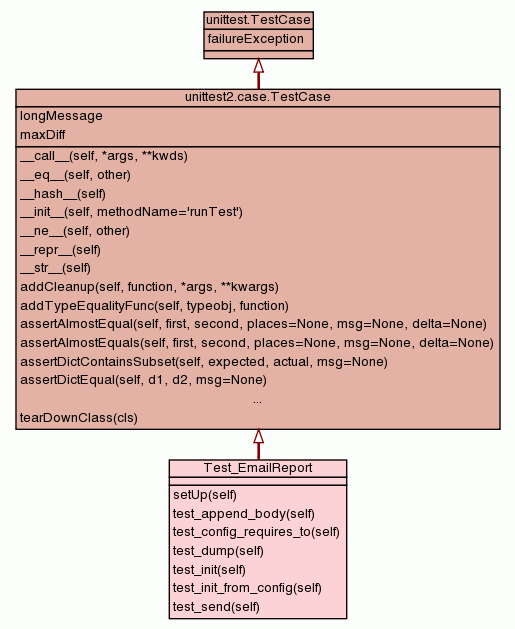 unittest.TestCase
failureException
unittest2.case.TestCase
longMessage
maxDiff
__call__(self, *args, **kwds)
__eq__(self, other)
__hash__(self)
__init__(self, methodName='runTest')
__ne__(self, other)
__repr__(self)
__str__(self)
addCleanup(self, function, *args, **kwargs)
addTypeEqualityFunc(self, typeobj, function)
assertAlmostEqual(self, first, second, places=None, msg=None, delta=None)
assertAlmostEquals(self, first, second, places=None, msg=None, delta=None)
assertDictContainsSubset(self, expected, actual, msg=None)
assertDictEqual(self, d1, d2, msg=None)
...
tearDownClass(cls)
Test_EmailReport
setUp(self)
test_append_body(self)
test_config_requires_to(self)
test_dump(self)
test_init(self)
test_init_from_config(self)
test_send(self)